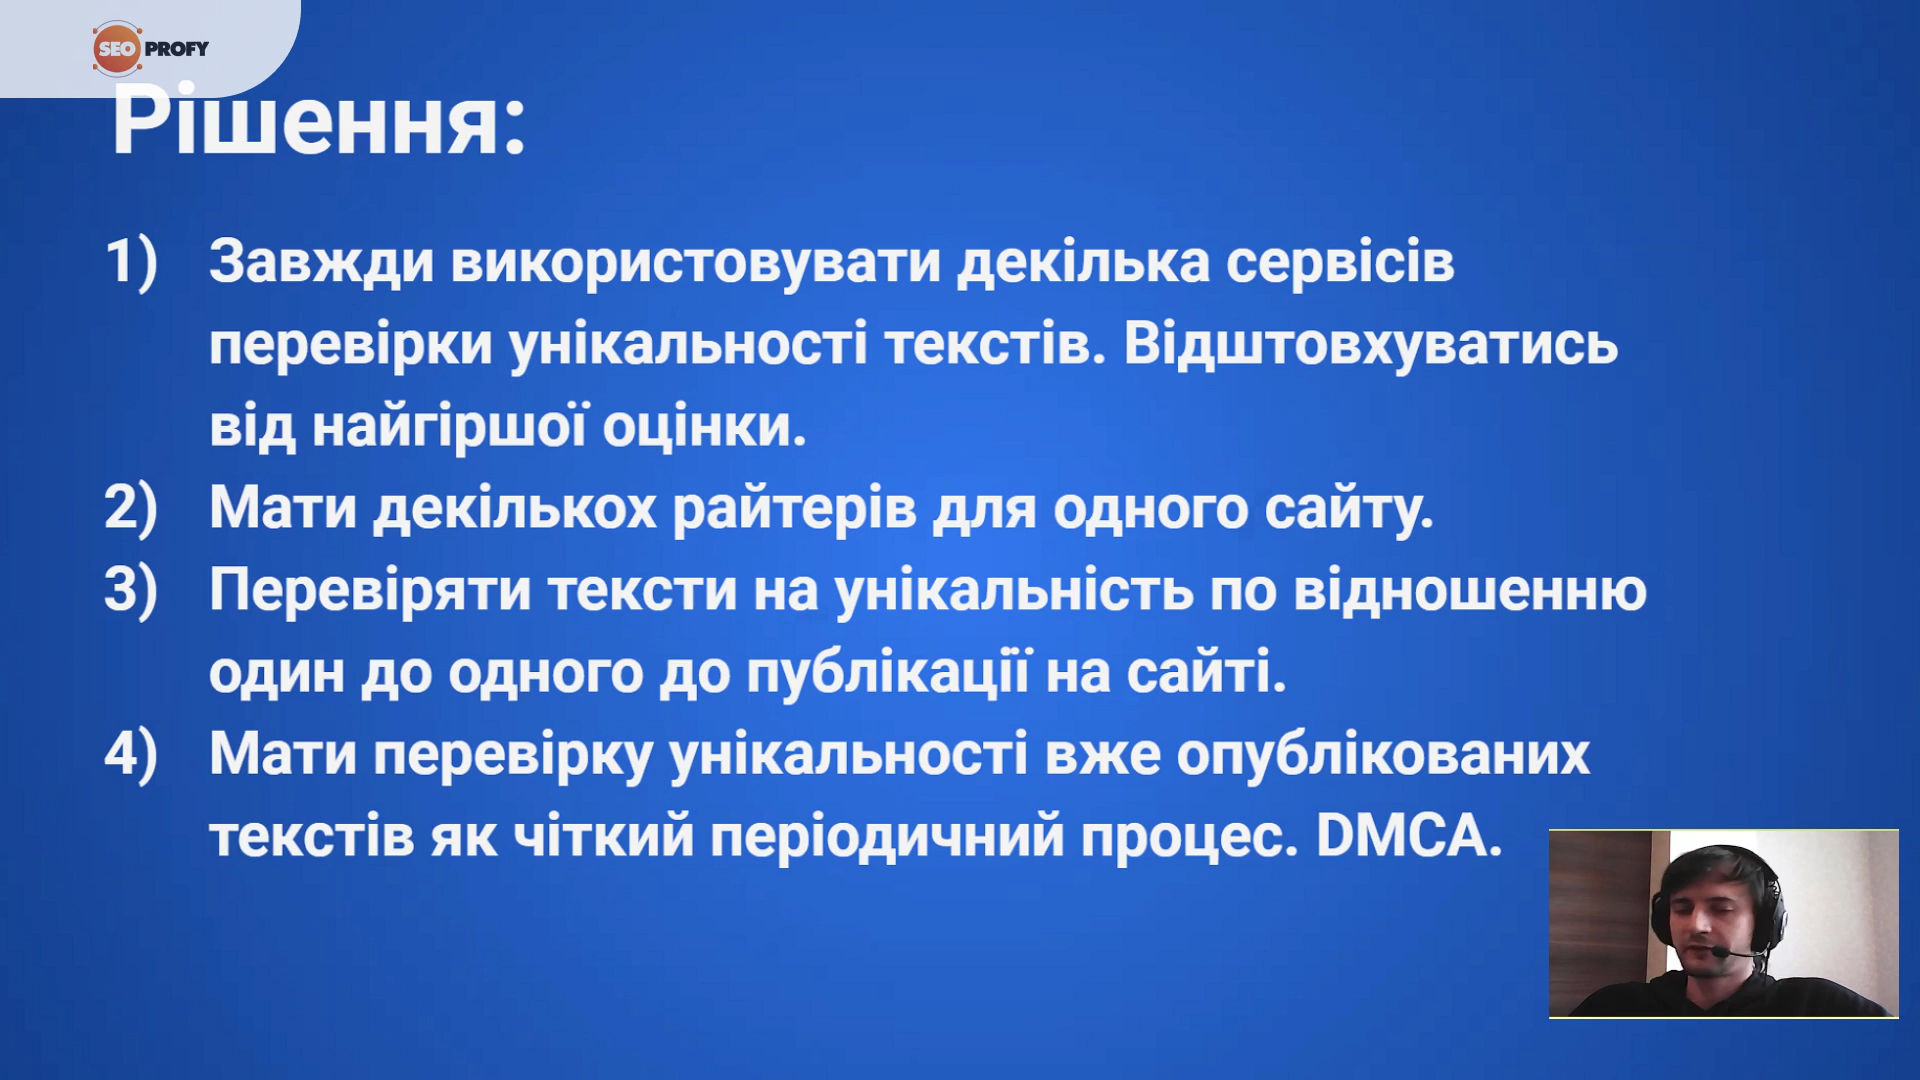 SEO PROFY
Рішення:
1) Завжди використовувати декілька сервісів
перевірки унікальності текстів. Відштовхуватись
від найгіршої оцінки.
2) Мати декількох райтерів для одного сайту.
3) Перевіряти тексти на унікальність по відношенню
один до одного до публікації на сайті.
4) Мати перевірку унікальності вже опублікованих
текстів як чіткий періодичний процес. DMCA.